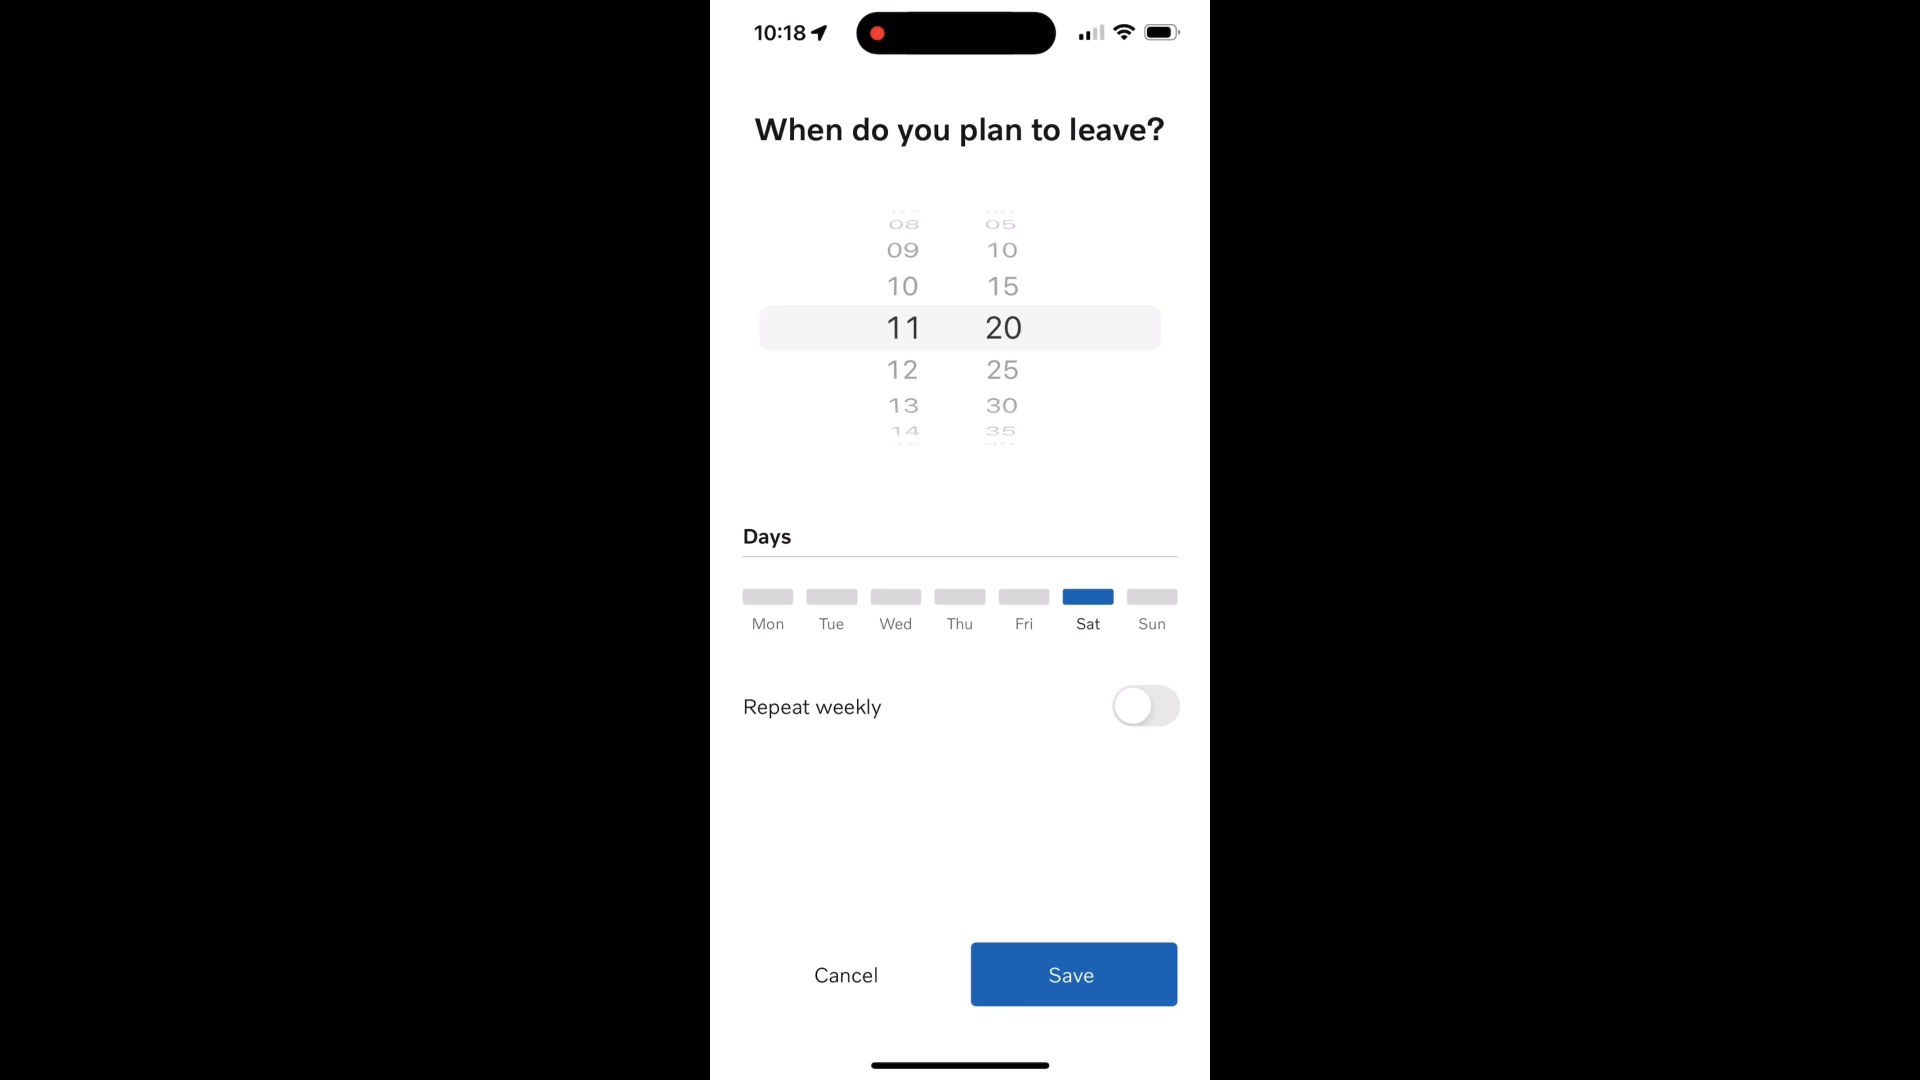 10:18
When do you plan to leave?
08 05
09 10
10 15
11 20
12 25
13 30
14 35
Days
Mon Tue Wed Thu Fri Sat Sun
Repeat weekly
Cancel Save